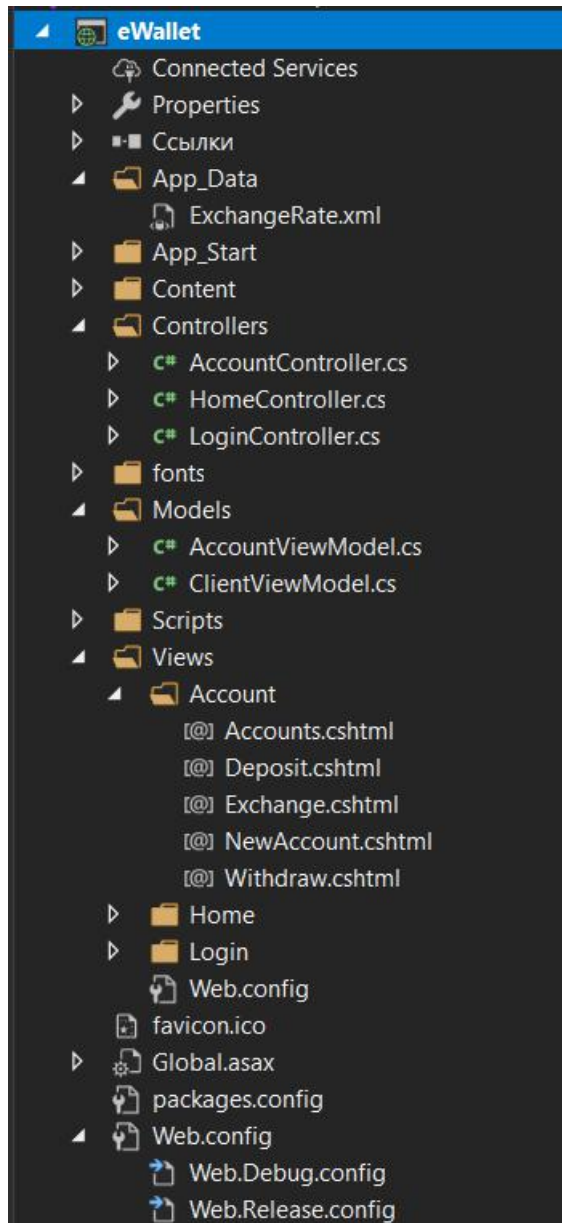 eWallet
Connected Services
Properties
Ссылки
App_Data
ExchangeRate.xml
App_Start
Content
Controllers
C# AccountController.cs
C# HomeController.cs
C# LoginController.cs
fonts
Models
C# AccountViewModel.cs
C# ClientViewModel.cs
Scripts
Views
Account
[@] Accounts.cshtml
[@] Deposit.cshtml
[@] Exchange.cshtml
[@] NewAccount.cshtml
[@] Withdraw.cshtml
Home
Login
Web.config
favicon.ico
Global.asax
packages.config
Web.config
Web.Debug.config
Web.Release.config